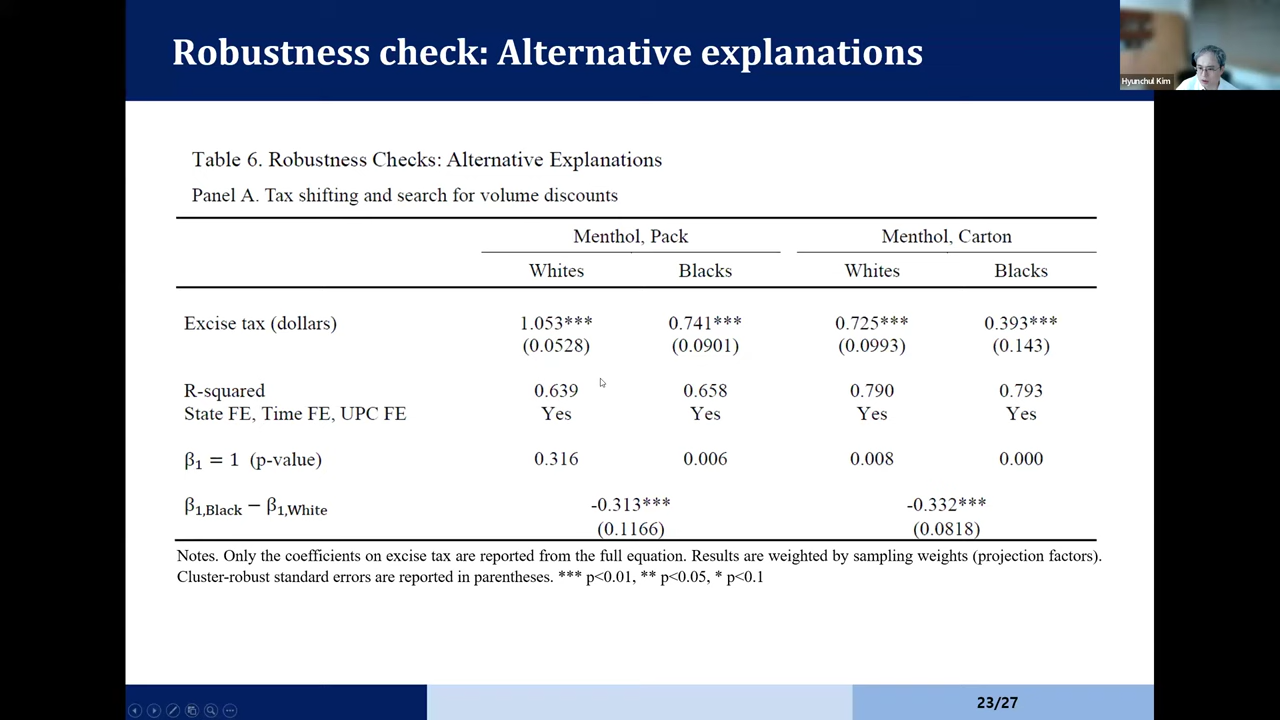 Robustness check: Alternative explanations
Hyunchul Kim
Table 6. Robustness Checks: Alternative Explanations
Panel A. Tax shifting and search for volume discounts
Menthol, Pack Menthol, Carton
Whites Blacks Whites Blacks
Excise tax (dollars) 1.053*** 0.741*** 0.725*** 0.393***
(0.0528) (0.0901) (0.0993) (0.143)
R-squared 0.639 0.658 0.790 0.793
State FE, Time FE, UPC FE Yes Yes Yes Yes
β₁ = 1 (p-value) 0.316 0.006 0.008 0.000
β₁,Black − β₁,White -0.313*** -0.332***
(0.1166) (0.0818)
Notes. Only the coefficients on excise tax are reported from the full equation. Results are weighted by sampling weights (projection factors).
Cluster-robust standard errors are reported in parentheses. *** p<0.01, ** p<0.05, * p<0.1
23/27